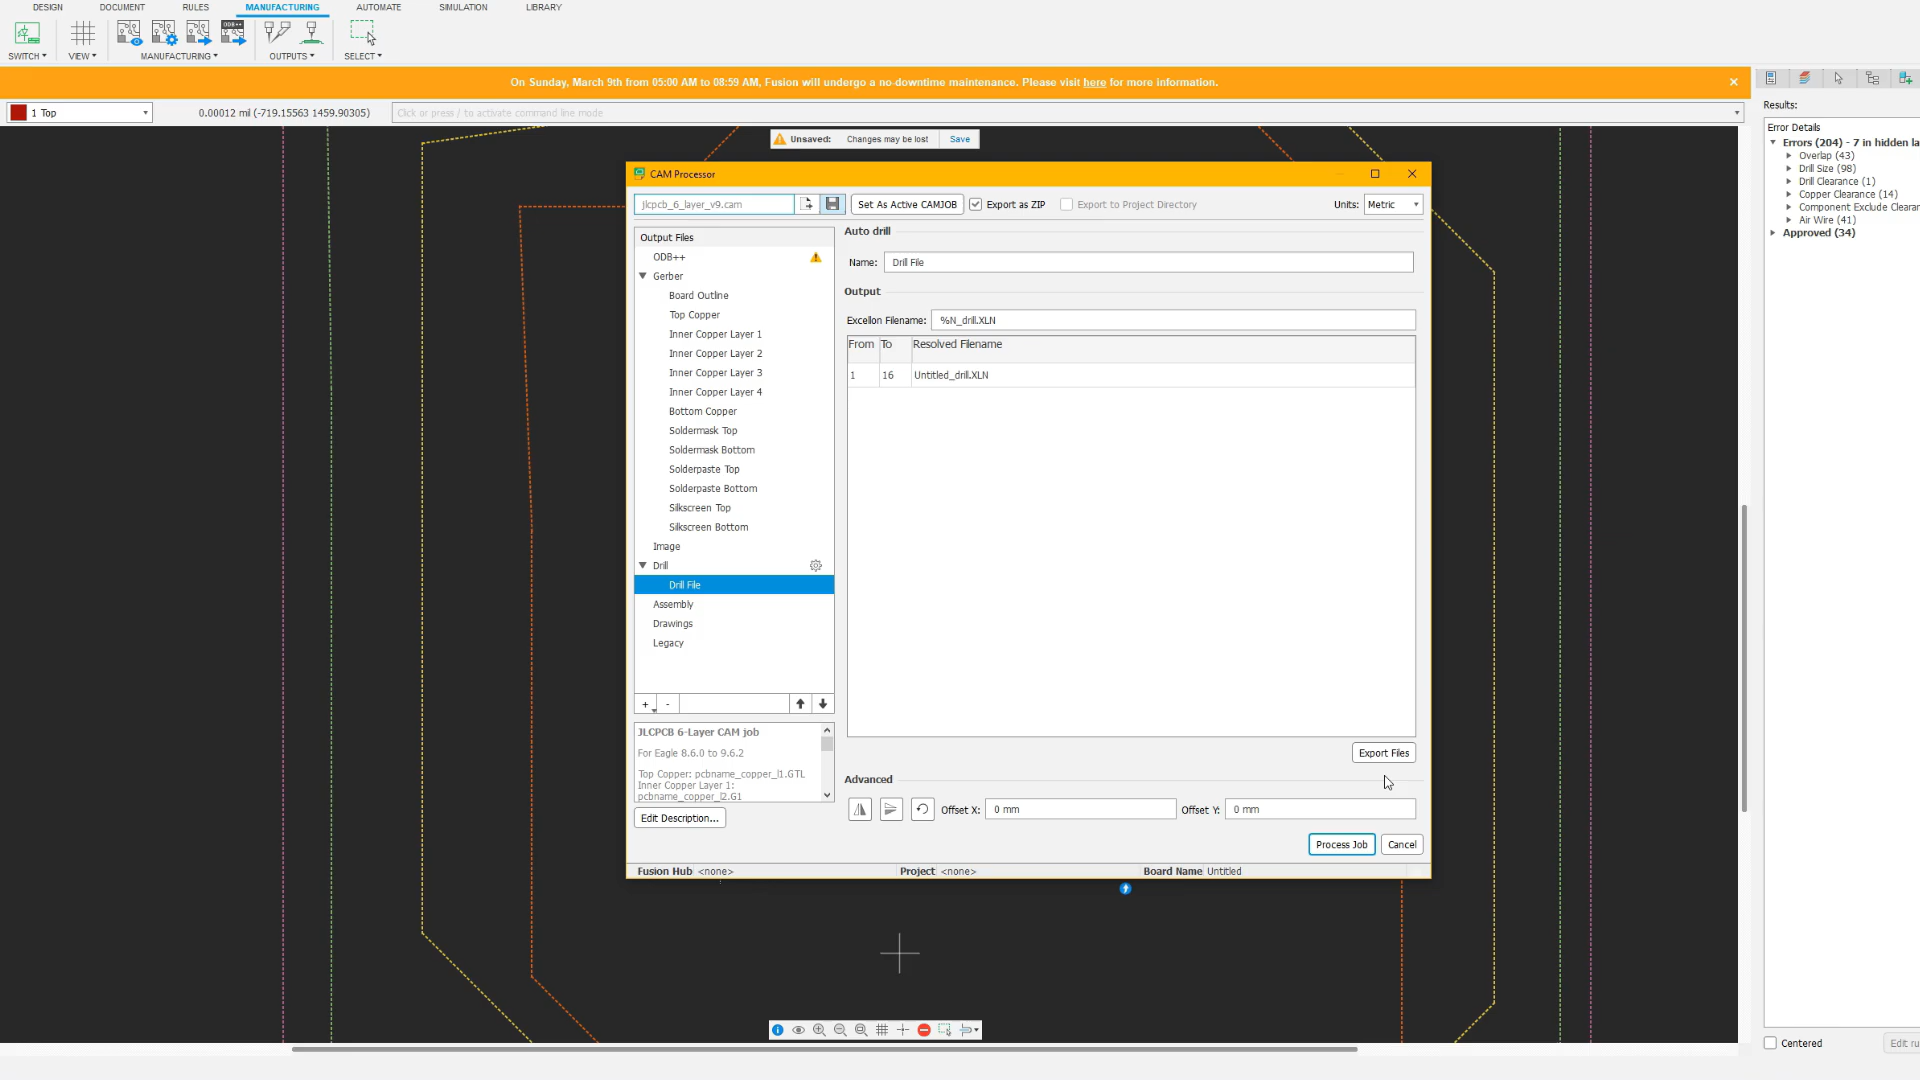 DESIGN DOCUMENT RULES MANUFACTURING AUTOMATE SIMULATION LIBRARY
SWITCH VIEW MANUFACTURING OUTPUTS SELECT
On Sunday, March 9th from 05:00 AM to 08:59 AM, Fusion will undergo a no-downtime maintenance. Please visit here for more information.
1 Top 0.00012 mil (-719.15563 1459.90305) Click or press / to activate command line mode
Unsaved: Changes may be lost Save
CAM Processor
jlcpcb_6_layer_v9.cam Set As Active CAMJOB Export as ZIP Export to Project Directory Units: Metric
Output Files
ODB++
Gerber
Board Outline
Top Copper
Inner Copper Layer 1
Inner Copper Layer 2
Inner Copper Layer 3
Inner Copper Layer 4
Bottom Copper
Soldermask Top
Soldermask Bottom
Solderpaste Top
Solderpaste Bottom
Silkscreen Top
Silkscreen Bottom
Image
Drill
Drill File
Assembly
Drawings
Legacy
+ -
JLCPCB 6-Layer CAM job
For Eagle 8.6.0 to 9.6.2
Top Copper: pcbname_copper_l1.GTL
Inner Copper Layer 1:
pcbname_copper_l2.G1
Edit Description...
Auto drill
Name: Drill File
Output
Excellon Filename: %N_drill.XLN
From To Resolved Filename
1 16 Untitled_drill.XLN
Export Files
Advanced
Offset X: 0 mm Offset Y: 0 mm
Process Job Cancel
Fusion Hub <none> Project <none> Board Name Untitled
Results:
Error Details
Errors (204) - 7 in hidden la
Overlap (43)
Drill Size (98)
Drill Clearance (1)
Copper Clearance (14)
Component Exclude Clearan
Air Wire (41)
Approved (34)
Centered Edit ru